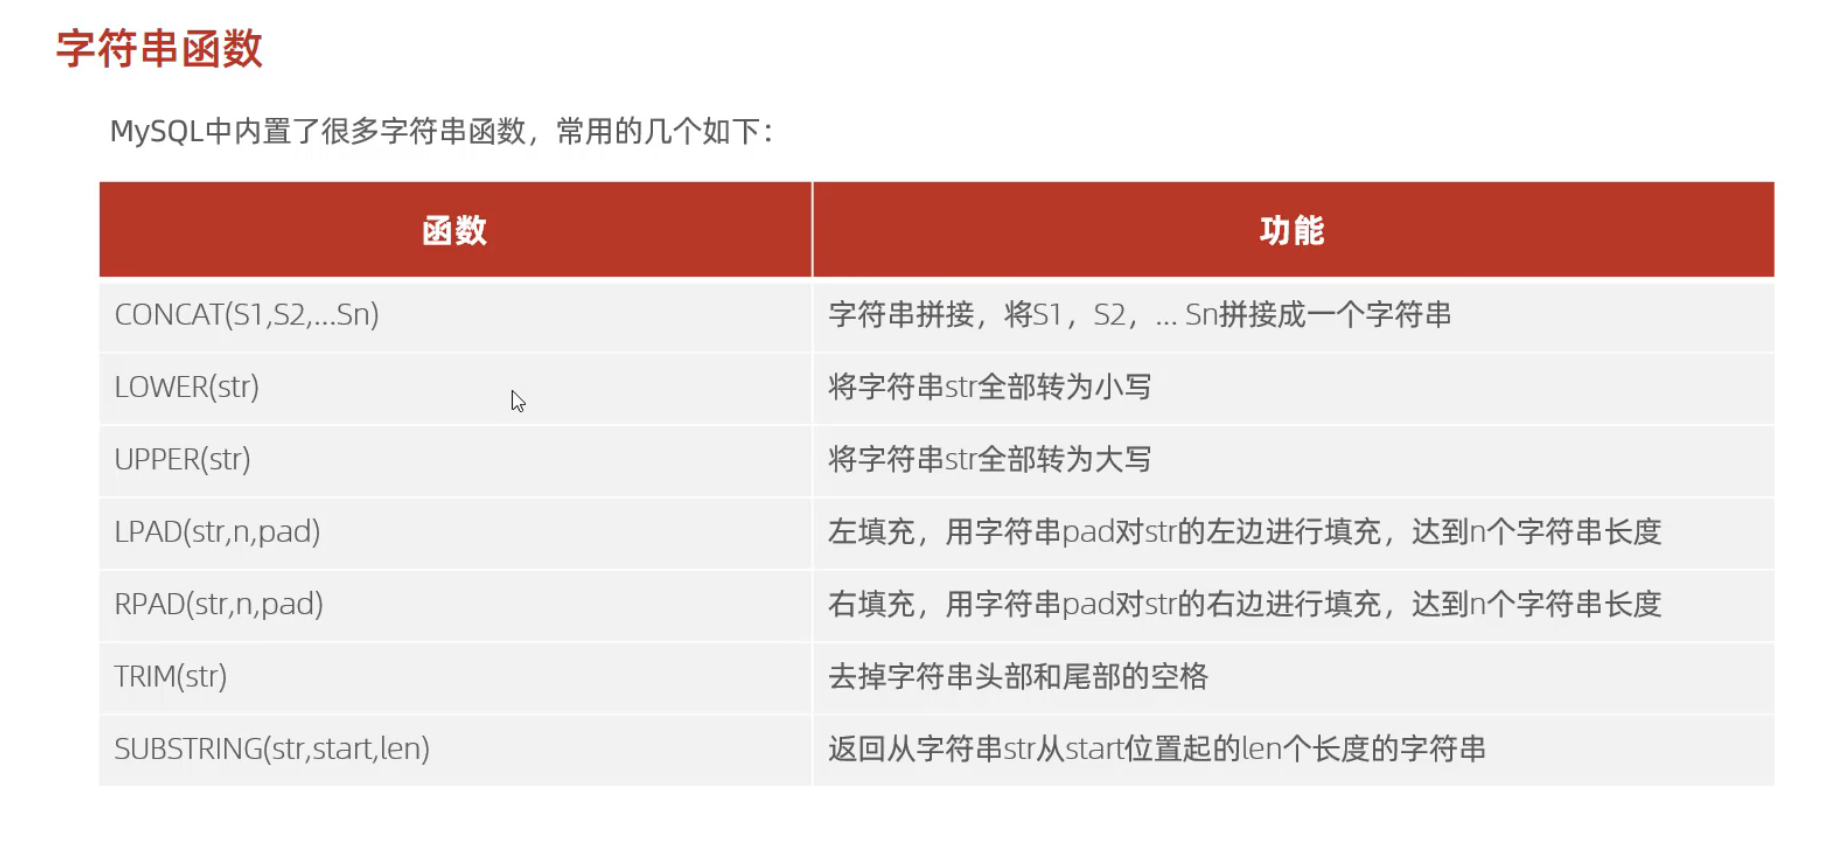 字符串函数
MySQL中内置了很多字符串函数，常用的几个如下：
函数 功能
CONCAT(S1,S2,...Sn) 字符串拼接，将S1，S2，... Sn拼接成一个字符串
LOWER(str) 将字符串str全部转为小写
UPPER(str) 将字符串str全部转为大写
LPAD(str,n,pad) 左填充，用字符串pad对str的左边进行填充，达到n个字符串长度
RPAD(str,n,pad) 右填充，用字符串pad对str的右边进行填充，达到n个字符串长度
TRIM(str) 去掉字符串头部和尾部的空格
SUBSTRING(str,start,len) 返回从字符串str从start位置起的len个长度的字符串